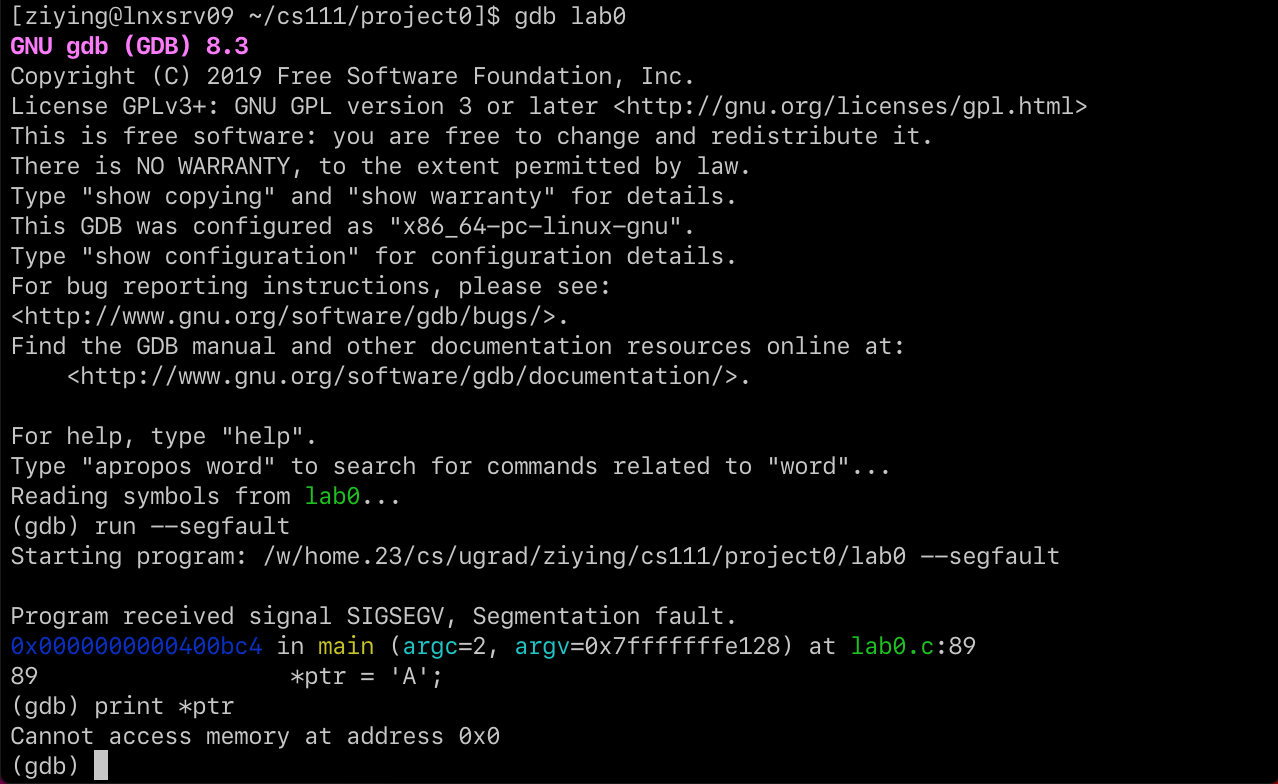 [ziying@lnxsrv09 ~/cs111/project0]$ gdb lab0
GNU gdb (GDB) 8.3
Copyright (C) 2019 Free Software Foundation, Inc.
License GPLv3+: GNU GPL version 3 or later <http://gnu.org/licenses/gpl.html>
This is free software: you are free to change and redistribute it.
There is NO WARRANTY, to the extent permitted by law.
Type "show copying" and "show warranty" for details.
This GDB was configured as "x86_64-pc-linux-gnu".
Type "show configuration" for configuration details.
For bug reporting instructions, please see:
<http://www.gnu.org/software/gdb/bugs/>.
Find the GDB manual and other documentation resources online at:
    <http://www.gnu.org/software/gdb/documentation/>.

For help, type "help".
Type "apropos word" to search for commands related to "word"...
Reading symbols from lab0...
(gdb) run --segfault
Starting program: /w/home.23/cs/ugrad/ziying/cs111/project0/lab0 --segfault

Program received signal SIGSEGV, Segmentation fault.
0x0000000000400bc4 in main (argc=2, argv=0x7fffffffe128) at lab0.c:89
89                  *ptr = 'A';
(gdb) print *ptr
Cannot access memory at address 0x0
(gdb)